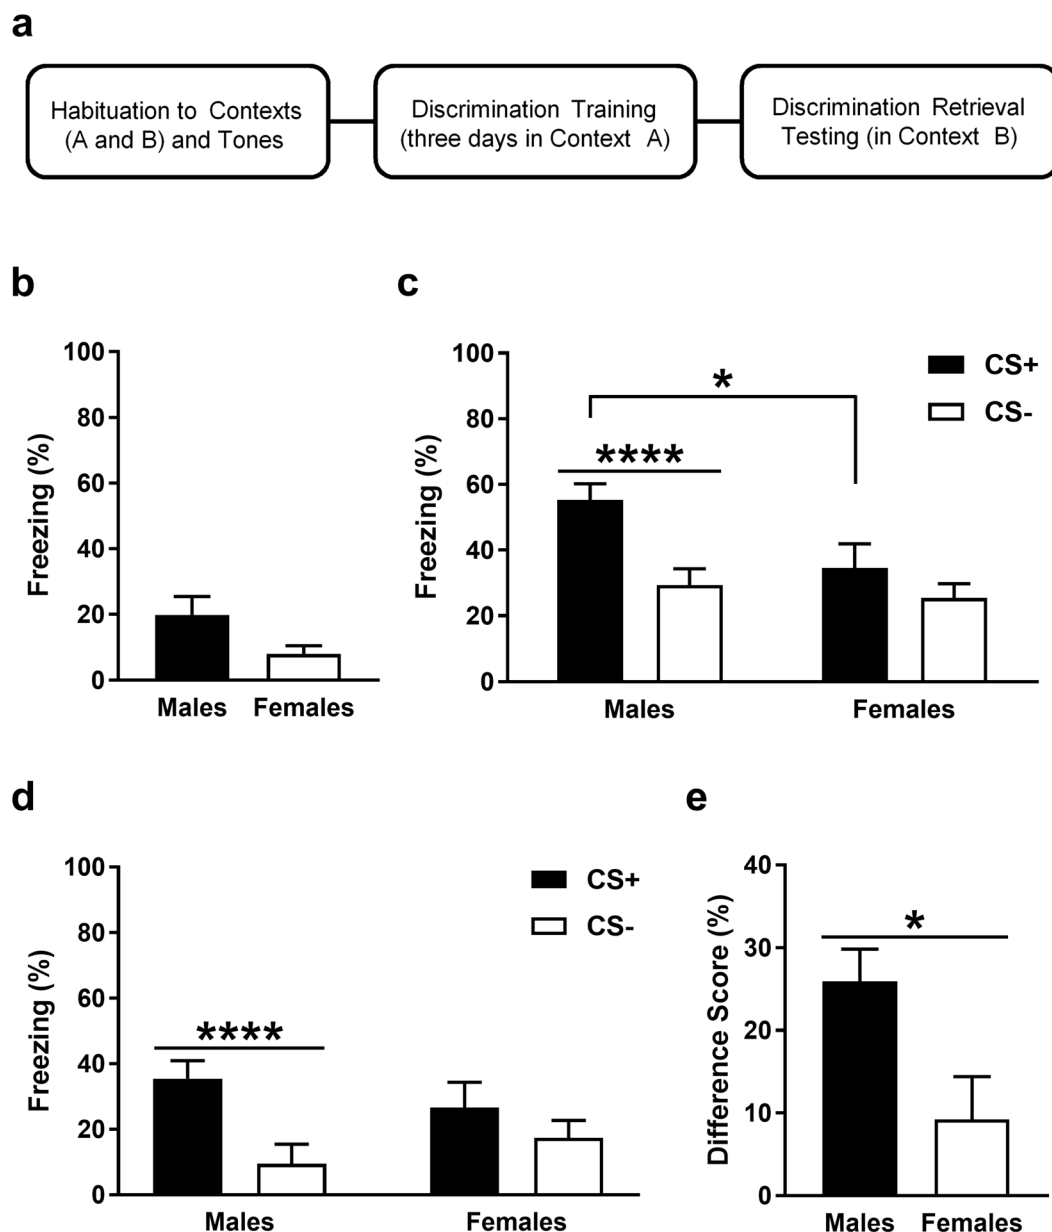 a
Habituation to Contexts
(A and B) and Tones
Discrimination Training
(three days in Context A)
Discrimination Retrieval
Testing (in Context B)
b
Freezing (%)
100
80
60
40
20
0
Males Females
c
Freezing (%)
100
80
60
40
20
0
CS+
CS-
*
****
Males Females
d
Freezing (%)
100
80
60
40
20
0
CS+
CS-
****
Males Females
e
Difference Score (%)
40
30
20
10
0
*
Males Females